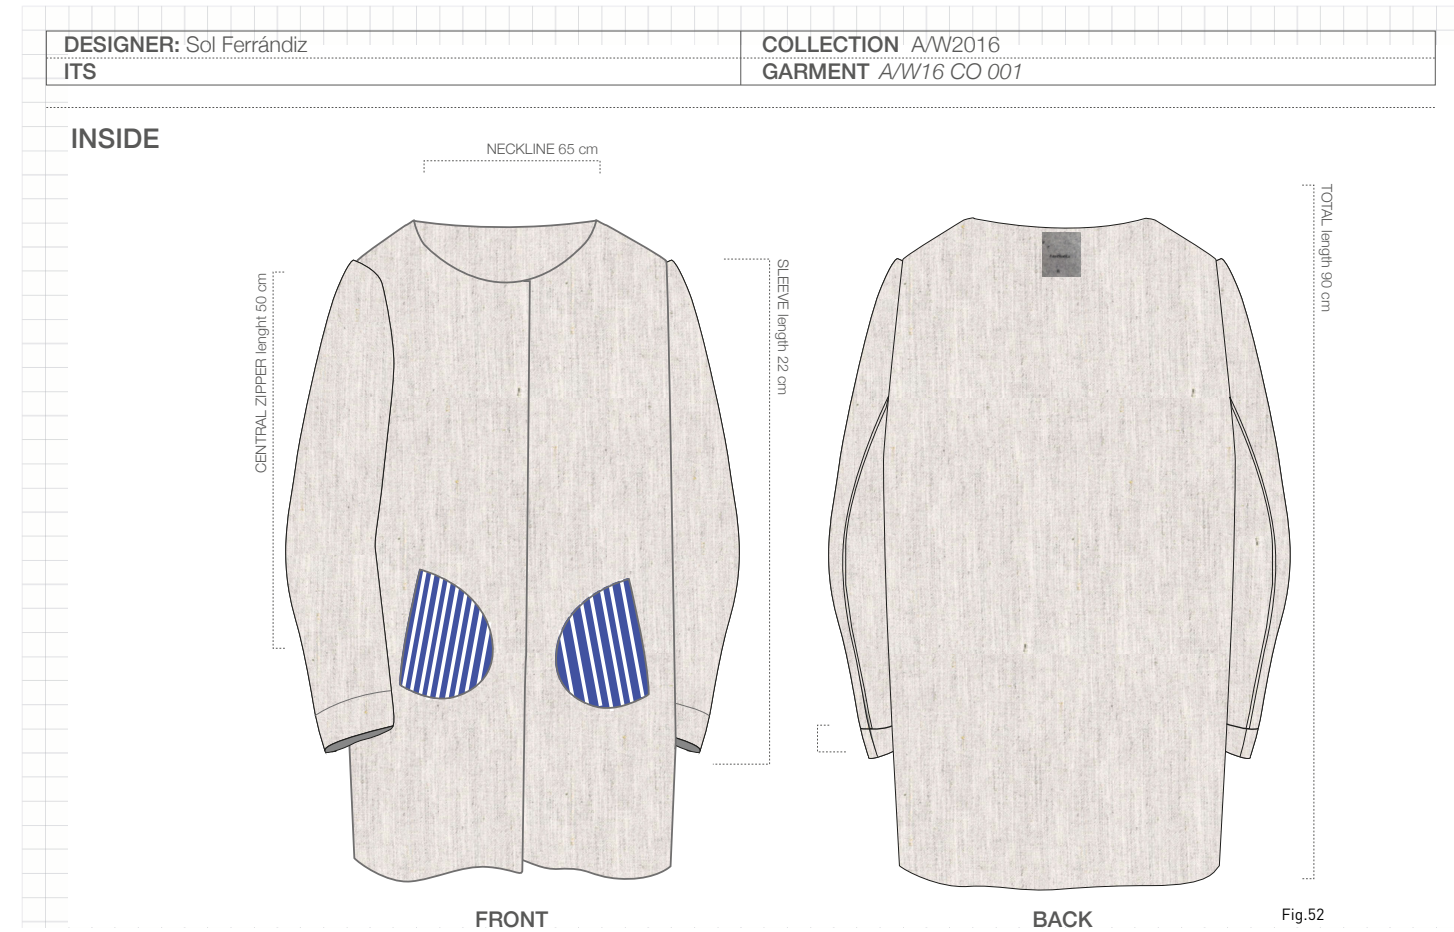 DESIGNER: Sol Ferrándiz
COLLECTION A/W2016
ITS
GARMENT A/W16 CO 001
INSIDE
NECKLINE 65 cm
CENTRAL ZIPPER lenght 50 cm
SLEEVE length 22 cm
TOTAL length 90 cm
FRONT
BACK
Fig.52